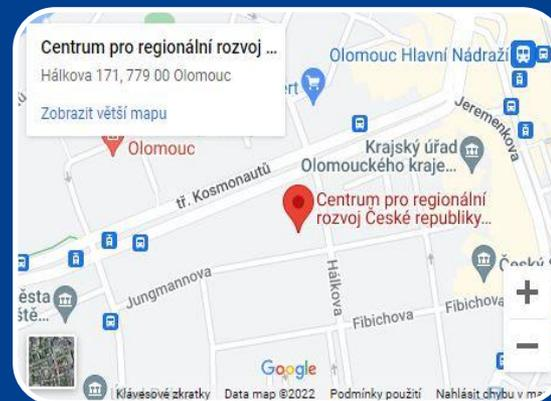 Centrum pro regionální rozvoj ...
Hálkova 171, 779 00 Olomouc
Zobrazit větší mapu
Olomouc Hlavní Nádraží
Jeremenkova
Olomouc
Krajský úřad
Olomouckého kraje...
tř. Kosmonautů
Centrum pro regionální
rozvoj České republiky...
Hálkova
Jungmannova
Fibichova
Fibichova
Google
Klávesové zkratky Data map ©2022 Podmínky použití Nahlásit chybu v